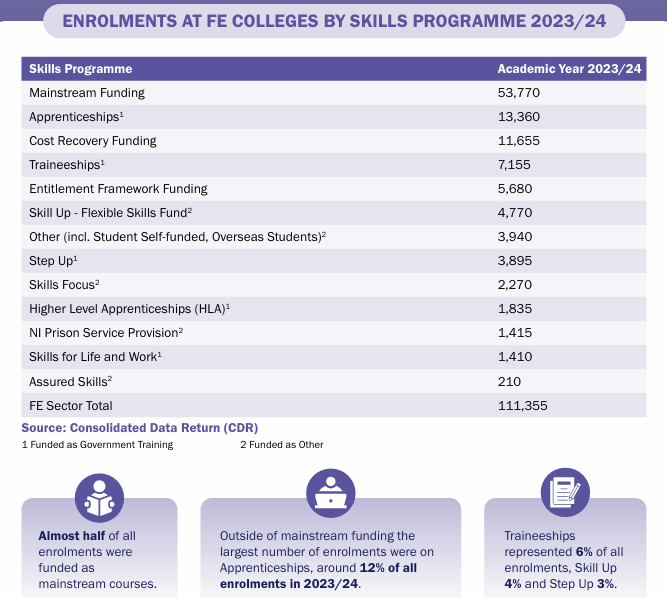 ENROLMENTS AT FE COLLEGES BY SKILLS PROGRAMME 2023/24
Skills Programme Academic Year 2023/24
Mainstream Funding 53,770
Apprenticeships¹ 13,360
Cost Recovery Funding 11,655
Traineeships¹ 7,155
Entitlement Framework Funding 5,680
Skill Up - Flexible Skills Fund² 4,770
Other (incl. Student Self-funded, Overseas Students)² 3,940
Step Up¹ 3,895
Skills Focus² 2,270
Higher Level Apprenticeships (HLA)¹ 1,835
NI Prison Service Provision² 1,415
Skills for Life and Work¹ 1,410
Assured Skills² 210
FE Sector Total 111,355
Source: Consolidated Data Return (CDR)
1 Funded as Government Training 2 Funded as Other
Almost half of all
enrolments were
funded as
mainstream courses.
Outside of mainstream funding the
largest number of enrolments were on
Apprenticeships, around 12% of all
enrolments in 2023/24.
Traineeships
represented 6% of all
enrolments, Skill Up
4% and Step Up 3%.